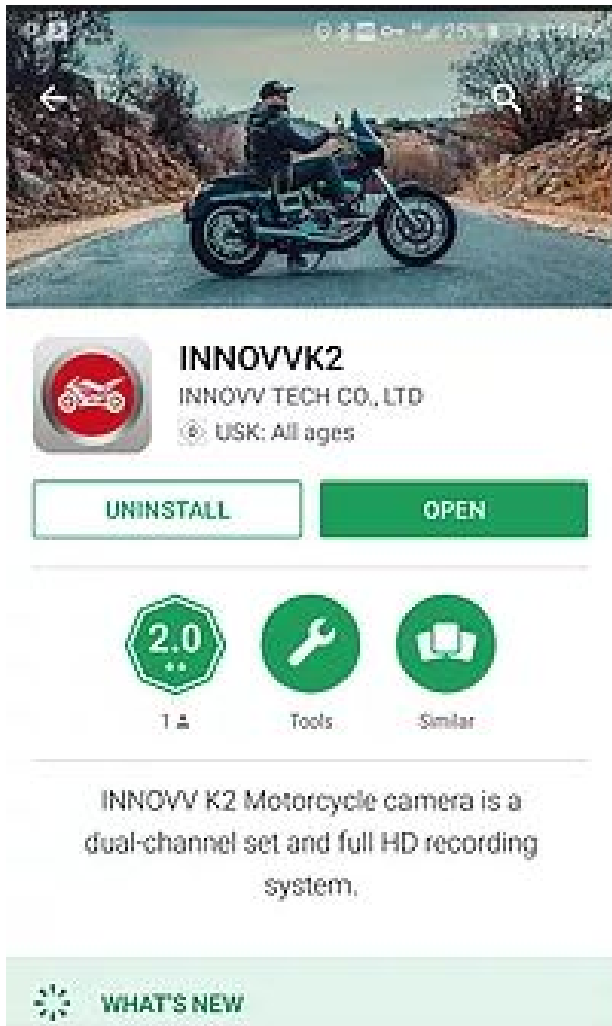 25%
INNOVVK2
INNOVV TECH CO., LTD
USK: All ages
UNINSTALL
OPEN
2.0
1
Tools
Similar
INNOVV K2 Motorcycle camera is a
dual-channel set and full HD recording
system.
WHAT'S NEW